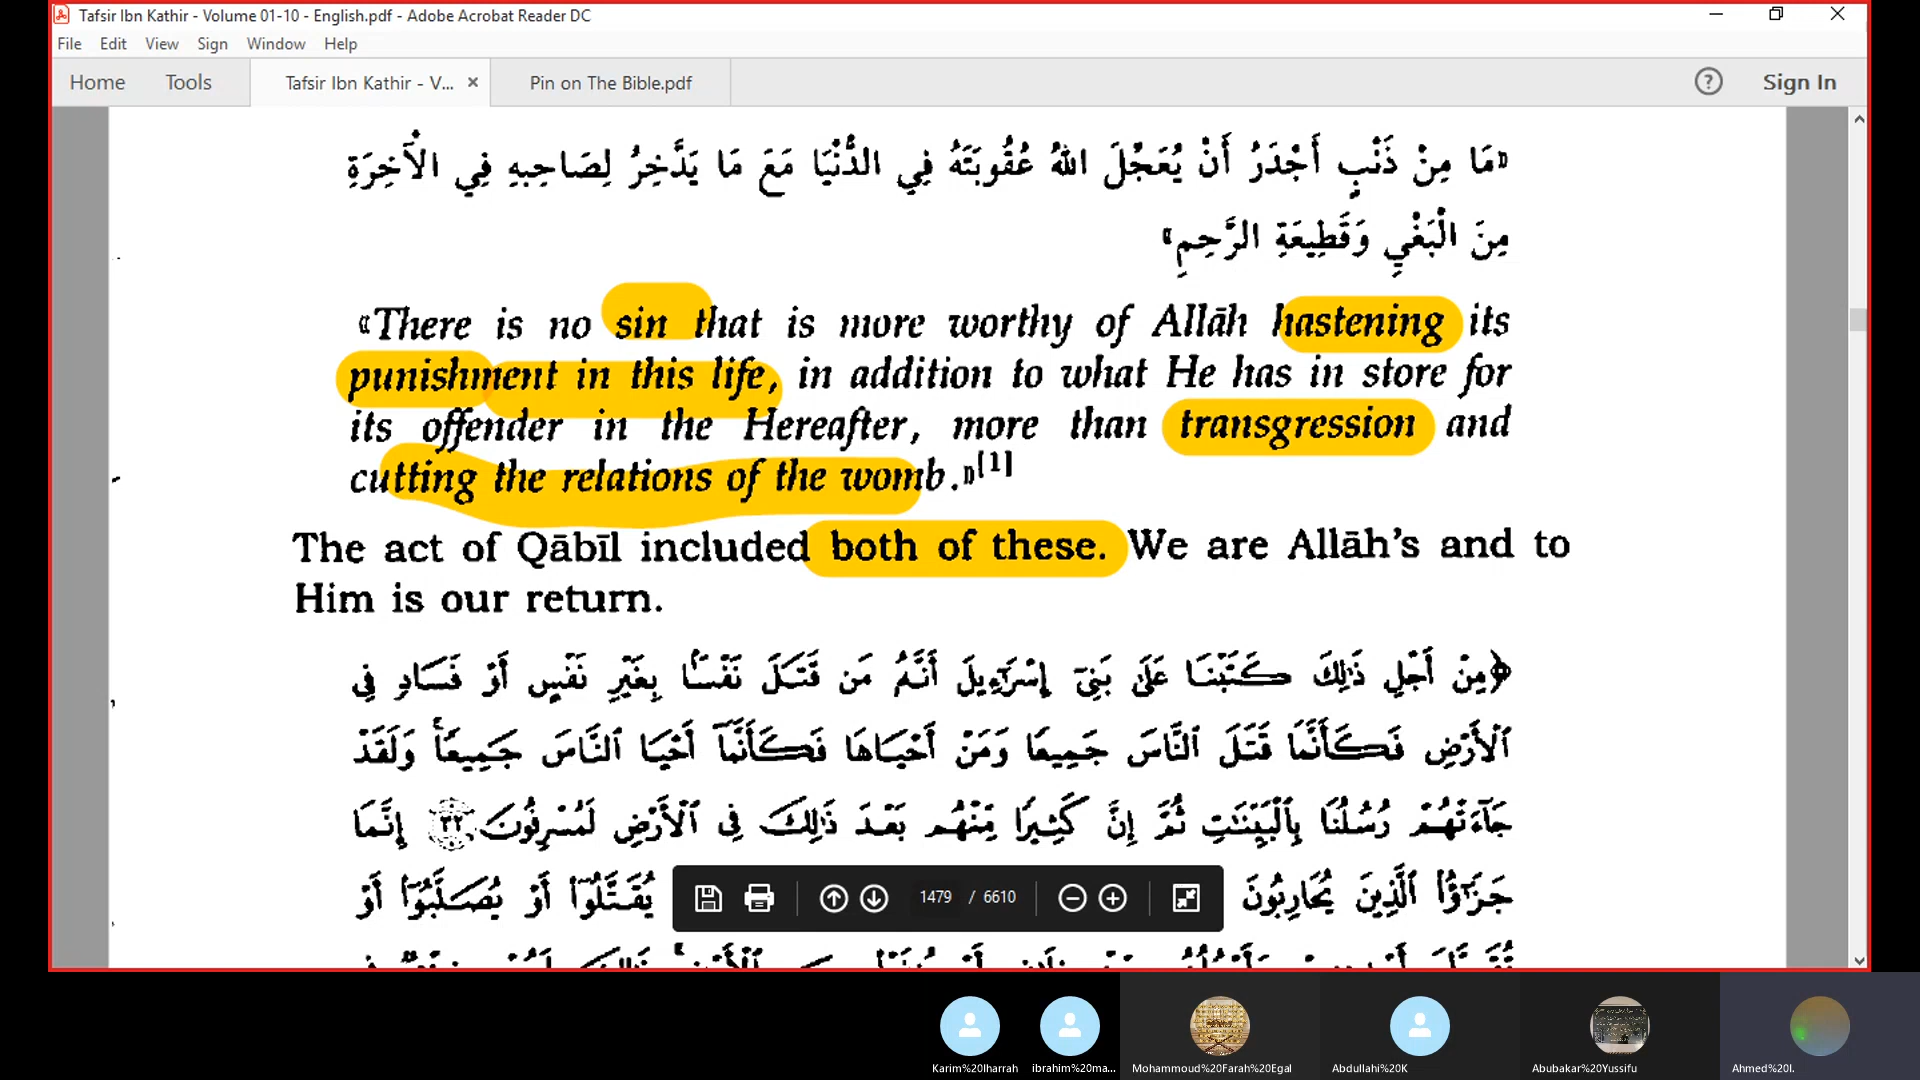 Tafsir Ibn Kathir - Volume 01-10 - English.pdf - Adobe Acrobat Reader DC
File Edit View Sign Window Help
Home Tools Tafsir Ibn Kathir - V... Pin on The Bible.pdf Sign In
«مَا مِنْ ذَنْبٍ أَجْدَرُ أَنْ يُعَجِّلَ اللهُ عُقُوبَتَهُ فِي الدُّنْيَا مَعَ مَا يَدَّخِرُ لِصَاحِبِهِ فِي الْآخِرَةِ
مِنَ الْبَغْيِ وَقَطِيعَةِ الرَّحِمِ»
«There is no sin that is more worthy of Allāh hastening its
punishment in this life, in addition to what He has in store for
its offender in the Hereafter, more than transgression and
cutting the relations of the womb.»[1]
The act of Qābīl included both of these. We are Allāh's and to
Him is our return.
﴿مِنْ أَجْلِ ذَٰلِكَ كَتَبْنَا عَلَىٰ بَنِىٓ إِسْرَٰٓءِيلَ أَنَّهُۥ مَن قَتَلَ نَفْسًۢا بِغَيْرِ نَفْسٍ أَوْ فَسَادٍ فِى
ٱلْأَرْضِ فَكَأَنَّمَا قَتَلَ ٱلنَّاسَ جَمِيعًا وَمَنْ أَحْيَاهَا فَكَأَنَّمَآ أَحْيَا ٱلنَّاسَ جَمِيعًا وَلَقَدْ
جَآءَتْهُمْ رُسُلُنَا بِٱلْبَيِّنَٰتِ ثُمَّ إِنَّ كَثِيرًا مِّنْهُم بَعْدَ ذَٰلِكَ فِى ٱلْأَرْضِ لَمُسْرِفُونَ ٣٢ إِنَّمَا
جَزَٰٓؤُا۟ ٱلَّذِينَ يُحَارِبُونَ يُقَتَّلُوٓا۟ أَوْ يُصَلَّبُوٓا۟ أَوْ
1479 / 6610
Karim%20Iharrah ibrahim%20ma... Mohammoud%20Farah%20Egal Abdullahi%20K Abubakar%20Yussifu Ahmed%20I.